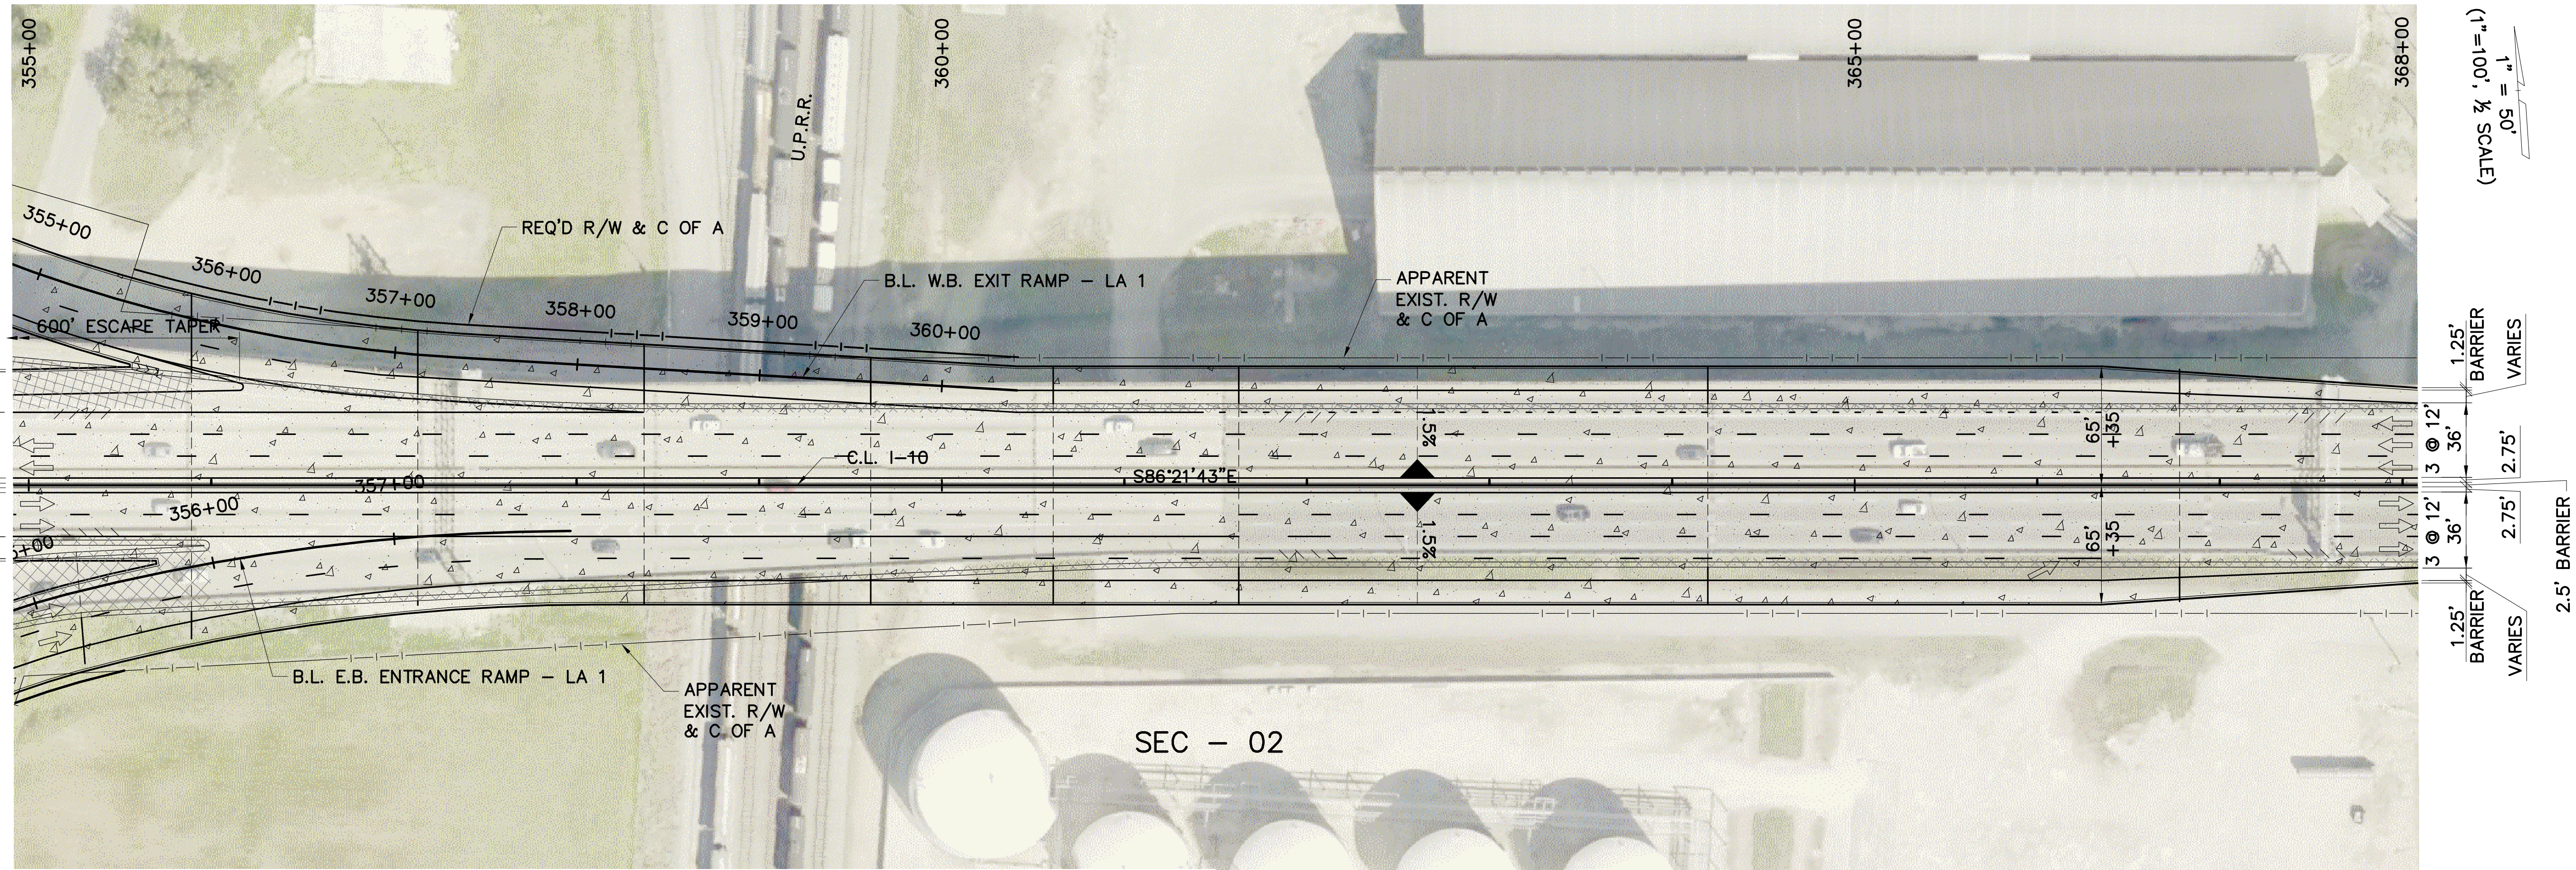 355+00
360+00
365+00
368+00
1" = 50'
(1"=100', ½ SCALE)
U.P.R.R.
355+00
356+00
357+00
358+00
359+00
360+00
REQ'D R/W & C OF A
B.L. W.B. EXIT RAMP – LA 1
APPARENT
EXIST. R/W
& C OF A
600' ESCAPE TAPER
C.L. I-10
S86°21'43"E
357+00
356+00
5+00
1.5%
1.5%
65'
+35
65'
+35
1.25'
BARRIER
VARIES
3 @ 12'
36'
2.75'
3 @ 12'
36'
2.75'
2.5' BARRIER
1.25'
BARRIER
VARIES
B.L. E.B. ENTRANCE RAMP – LA 1
APPARENT
EXIST. R/W
& C OF A
SEC – 02